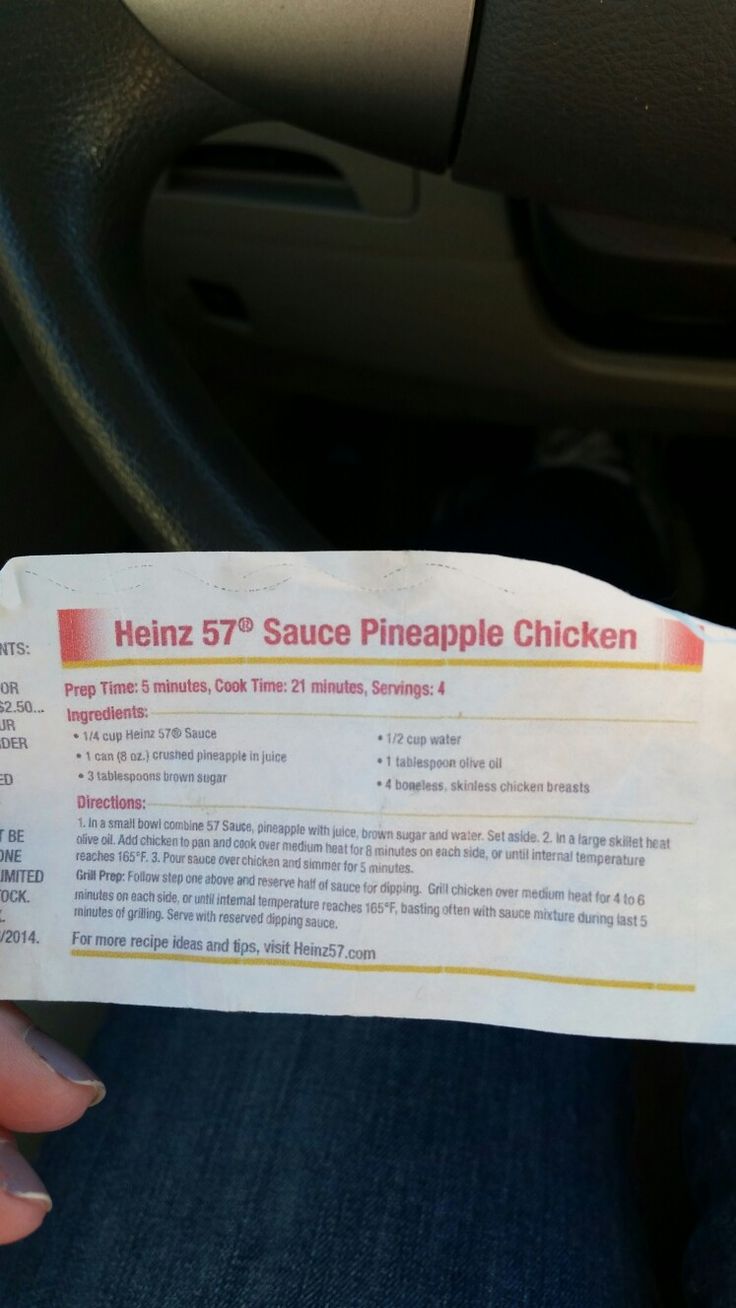 Heinz 57® Sauce Pineapple Chicken
Prep Time: 5 minutes, Cook Time: 21 minutes, Servings: 4
Ingredients:
• 1/4 cup Heinz 57® Sauce
• 1 can (8 oz.) crushed pineapple in juice
• 3 tablespoons brown sugar
• 1/2 cup water
• 1 tablespoon olive oil
• 4 boneless, skinless chicken breasts
Directions:
1. In a small bowl combine 57 Sauce, pineapple with juice, brown sugar and water. Set aside. 2. In a large skillet heat
olive oil. Add chicken to pan and cook over medium heat for 8 minutes on each side, or until internal temperature
reaches 165°F. 3. Pour sauce over chicken and simmer for 5 minutes.
Grill Prep: Follow step one above and reserve half of sauce for dipping. Grill chicken over medium heat for 4 to 6
minutes on each side, or until internal temperature reaches 165°F, basting often with sauce mixture during last 5
minutes of grilling. Serve with reserved dipping sauce.
For more recipe ideas and tips, visit Heinz57.com
NTS:
OR
$2.50...
UR
DER
ED
T BE
ONE
IMITED
OCK.
/2014.